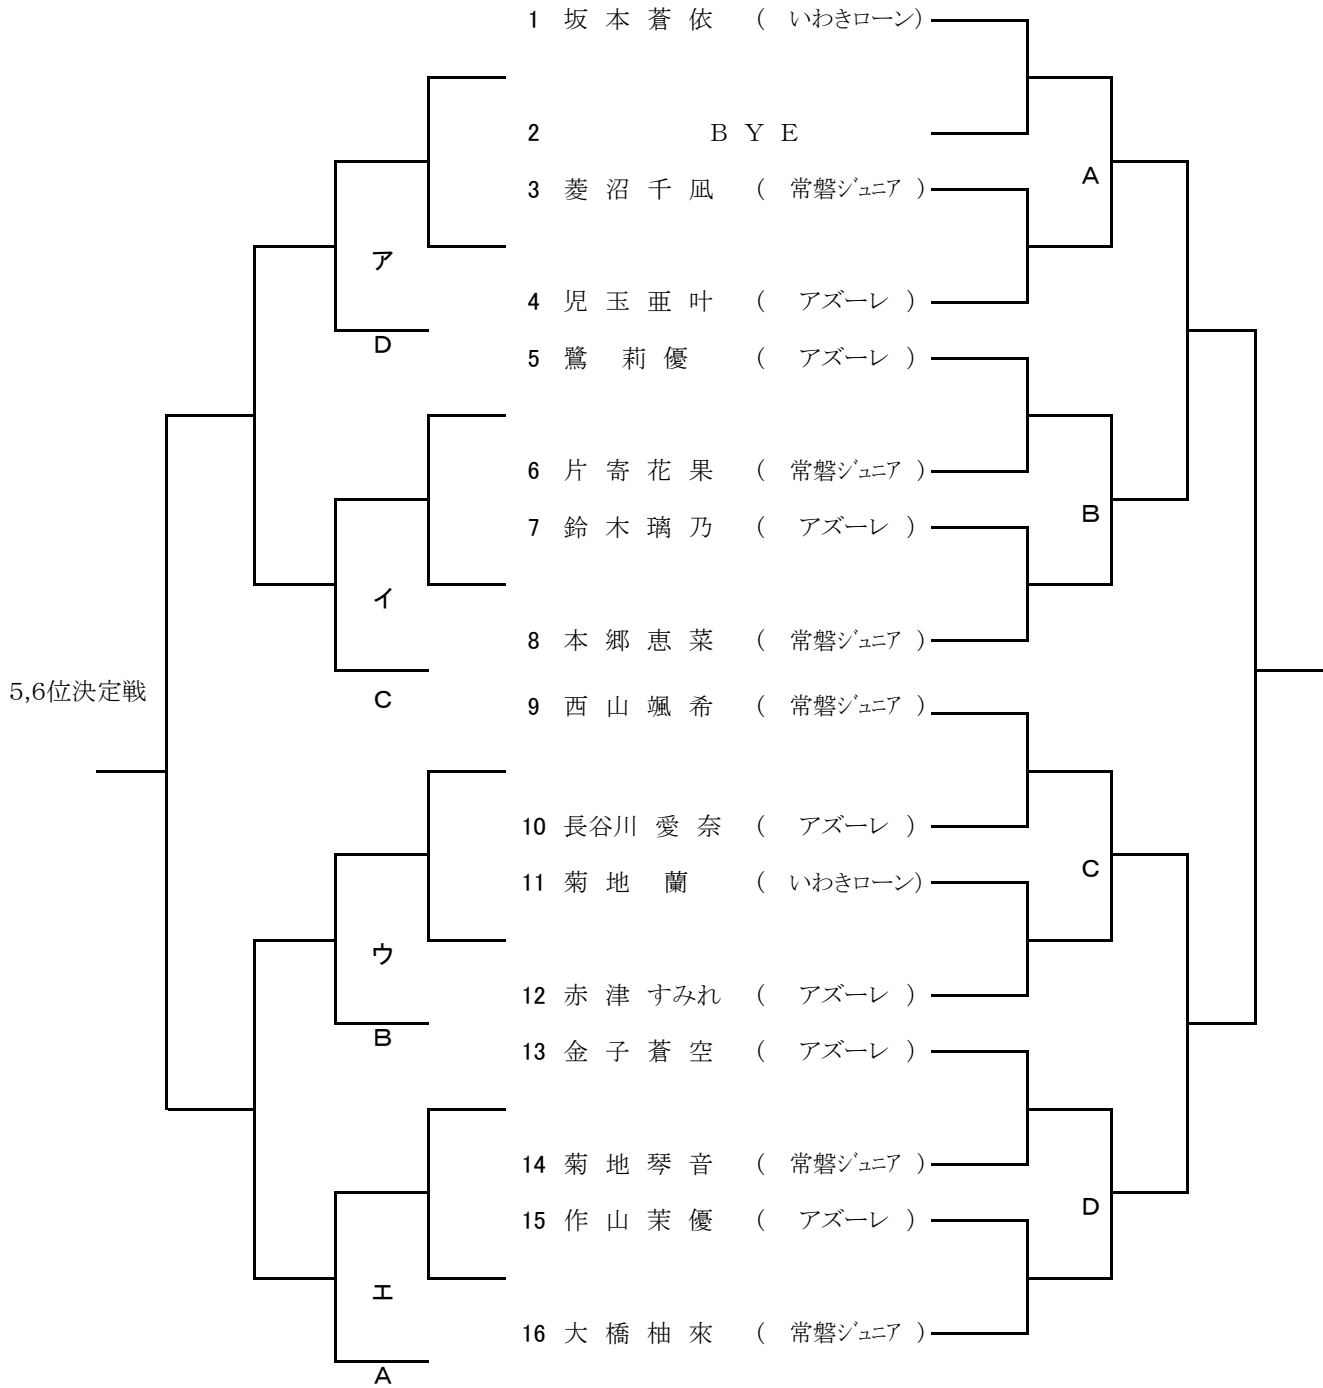 1 坂 本 蒼 依 ( いわきローン)
2 B Y E
A
3 菱 沼 千 凪 ( 常磐ジュニア )
ア
4 児 玉 亜 叶 ( アズーレ )
D
5 鷺 莉 優 ( アズーレ )
6 片 寄 花 果 ( 常磐ジュニア )
B
7 鈴 木 璃 乃 ( アズーレ )
イ
8 本 郷 恵 菜 ( 常磐ジュニア )
5,6位決定戦
C
9 西 山 颯 希 ( 常磐ジュニア )
10 長谷川 愛 奈 ( アズーレ )
C
11 菊 地 蘭 ( いわきローン)
ウ
12 赤 津 すみれ ( アズーレ )
B
13 金 子 蒼 空 ( アズーレ )
14 菊 地 琴 音 ( 常磐ジュニア )
D
15 作 山 茉 優 ( アズーレ )
エ
16 大 橋 柚 來 ( 常磐ジュニア )
A